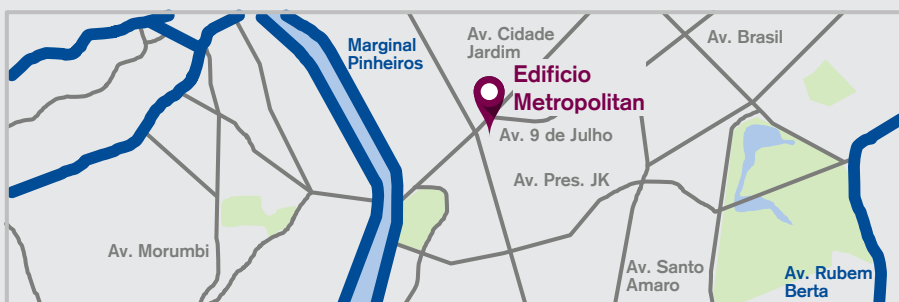 Av. Cidade
Jardim
Av. Brasil
Marginal
Pinheiros
Edificio
Metropolitan
Av. 9 de Julho
Av. Pres. JK
Av. Morumbi
Av. Santo
Amaro
Av. Rubem
Berta